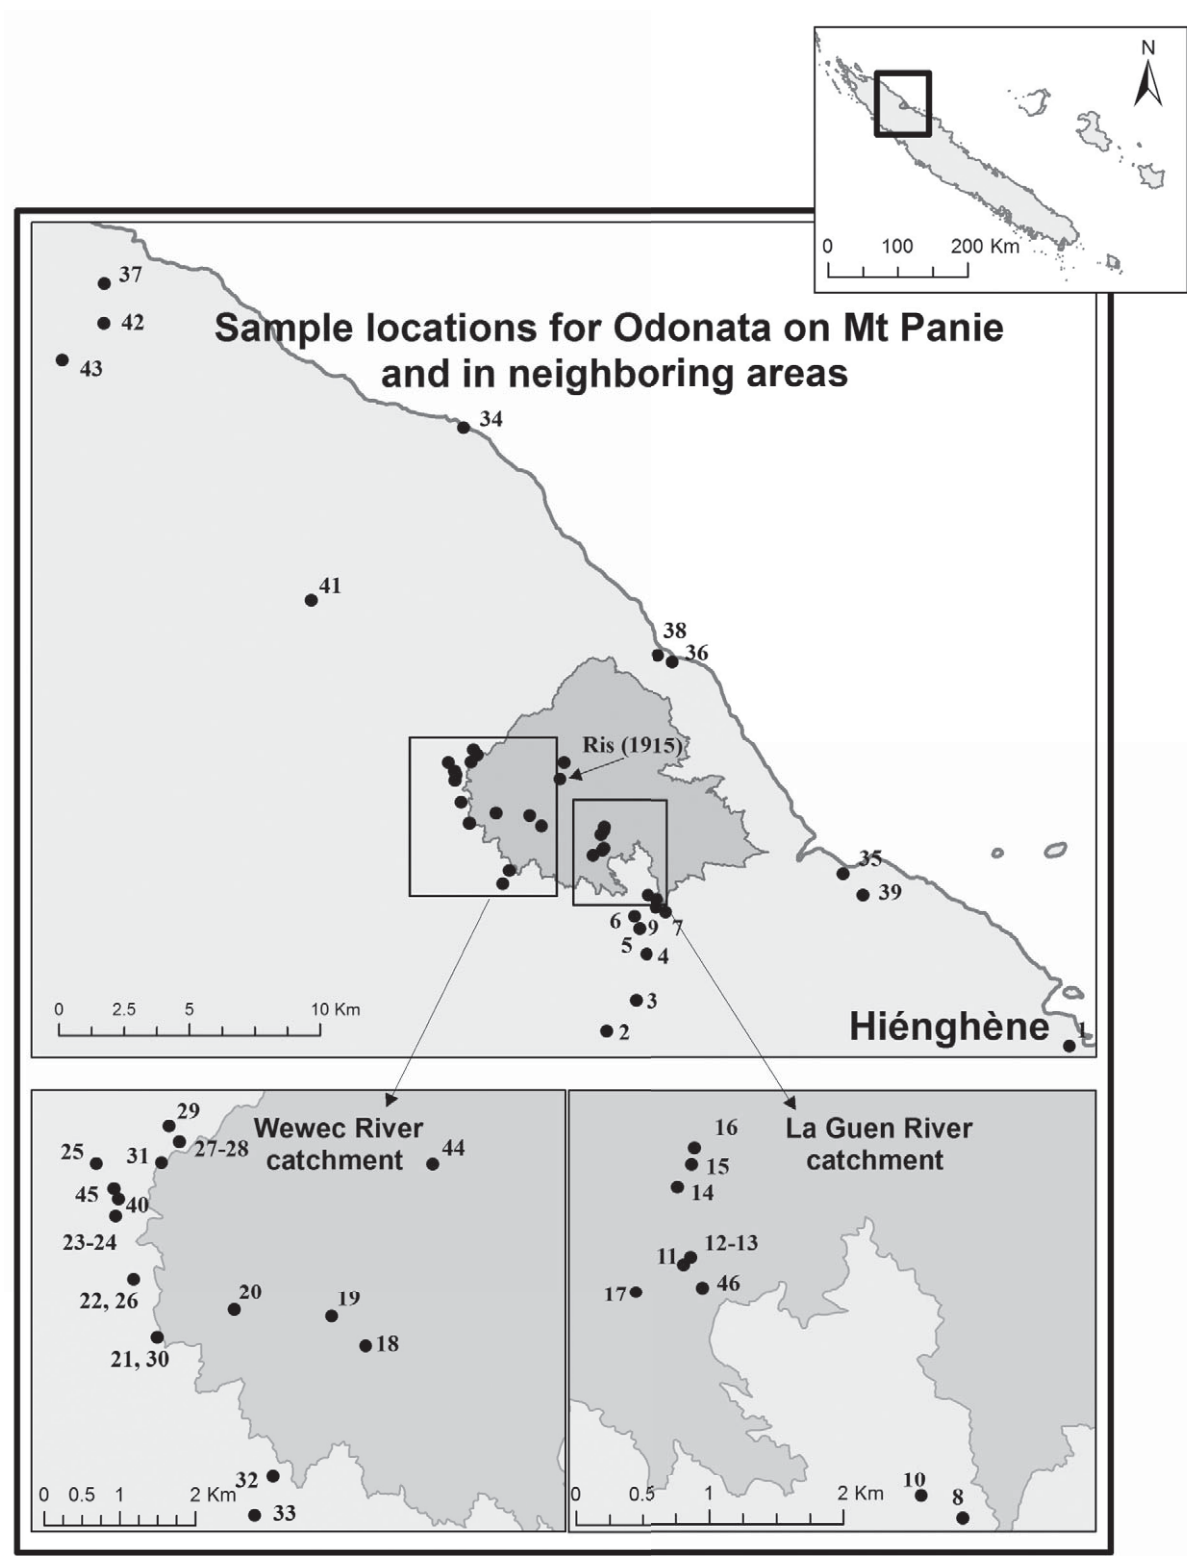 N
0 100 200 Km
37
42
43
Sample locations for Odonata on Mt Panie
and in neighboring areas
34
41
38
36
Ris (1915)
35
39
6 9 7
5 4
3
2
0 2.5 5 10 Km
Hiénghène
1
Wewec River
catchment
29
27-28
25
31
44
45
40
23-24
22, 26
20
19
18
21, 30
32
33
0 0.5 1 2 Km
La Guen River
catchment
16
15
14
12-13
11
46
17
10
8
0 0.5 1 2 Km